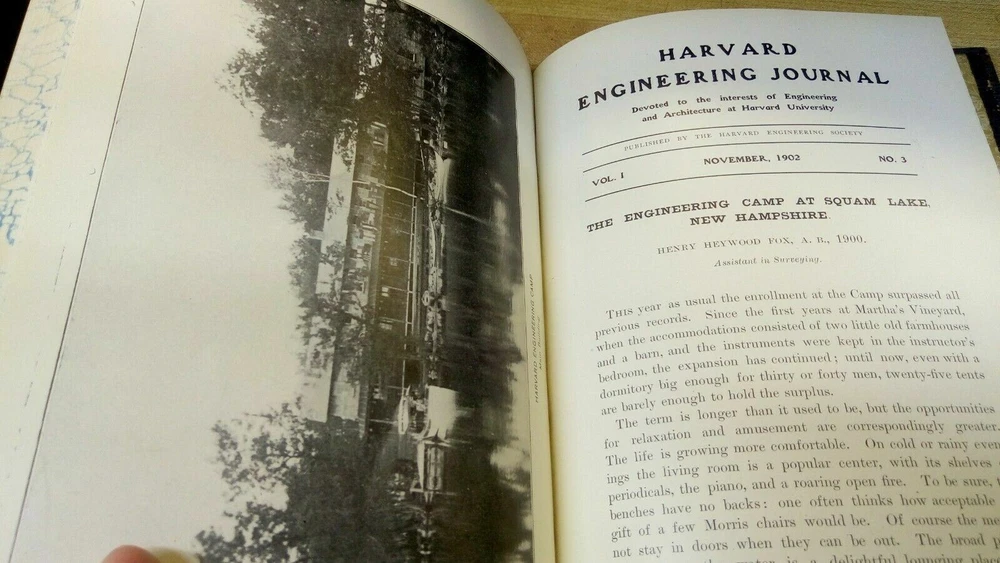 HARVARD ENGINEERING CAMP
HARVARD
ENGINEERING JOURNAL
Devoted to the interests of Engineering
and Architecture at Harvard University
PUBLISHED BY THE HARVARD ENGINEERING SOCIETY
VOL. I NOVEMBER, 1902 NO. 3
THE ENGINEERING CAMP AT SQUAM LAKE,
NEW HAMPSHIRE.
HENRY HEYWOOD FOX, A. B., 1900.
Assistant in Surveying.
THIS year as usual the enrollment at the Camp surpassed all
previous records. Since the first years at Martha's Vineyard,
when the accommodations consisted of two little old farmhouses
and a barn, and the instruments were kept in the instructor's
bedroom, the expansion has continued; until now, even with a
dormitory big enough for thirty or forty men, twenty-five tents
are barely enough to hold the surplus.
The term is longer than it used to be, but the opportunities
for relaxation and amusement are correspondingly greater.
The life is growing more comfortable. On cold or rainy even-
ings the living room is a popular center, with its shelves
periodicals, the piano, and a roaring open fire. To be sure,
benches have no backs: one often thinks how acceptable
gift of a few Morris chairs would be. Of course the
not stay in doors when they can be out. The broad
water is a delightful lounging